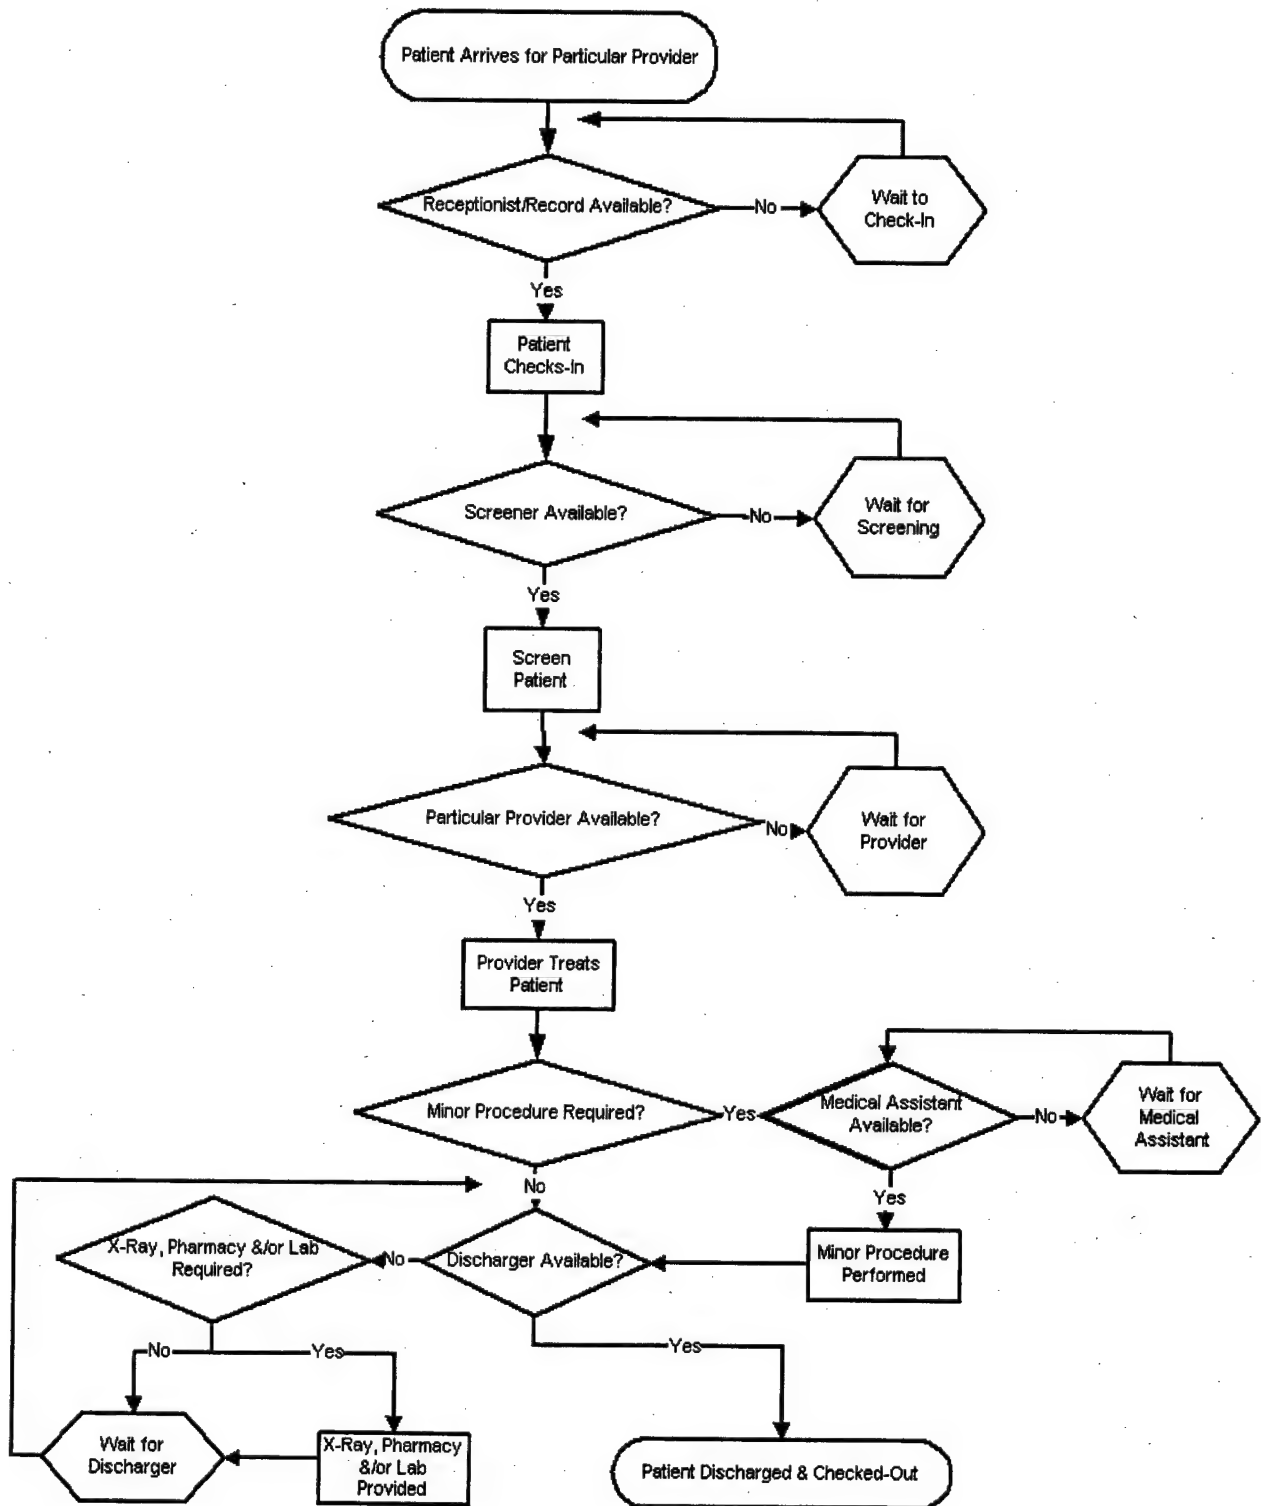 Patient Arrives for Particular Provider
Receptionist/Record Available?
No
Wait to
Check-In
Yes
Patient
Checks-In
Screener Available?
No
Wait for
Screening
Yes
Screen
Patient
Particular Provider Available?
No
Wait for
Provider
Yes
Provider Treats
Patient
Minor Procedure Required?
Yes
Medical Assistant
Available?
No
Wait for
Medical
Assistant
No
Yes
X-Ray, Pharmacy &/or Lab
Required?
No
Discharger Available?
Minor Procedure
Performed
No
Yes
Yes
Wait for
Discharger
X-Ray, Pharmacy
&/or Lab
Provided
Patient Discharged & Checked-Out